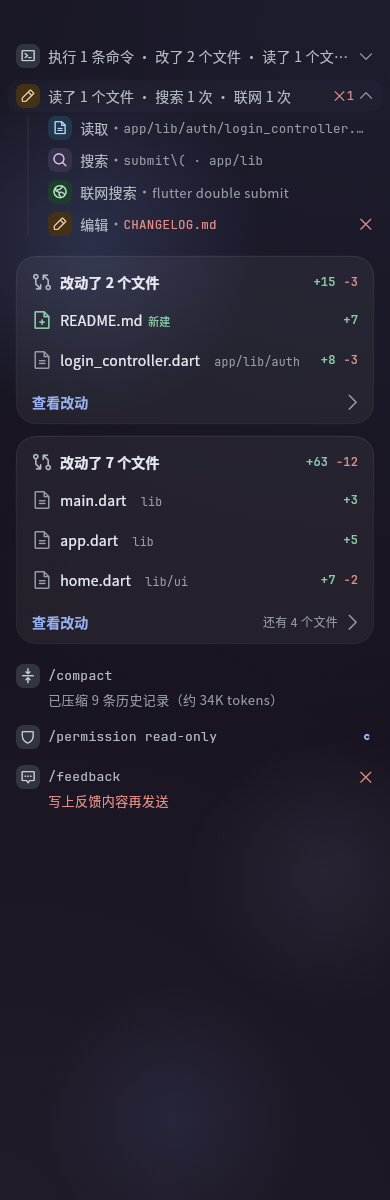 执行 1 条命令 · 改了 2 个文件 · 读了 1 个文…
读了 1 个文件 · 搜索 1 次 · 联网 1 次 ×1
读取 · app/lib/auth/login_controller.…
搜索 · submit\( · app/lib
联网搜索 · flutter double submit
编辑 · CHANGELOG.md
改动了 2 个文件 +15 -3
README.md 新建 +7
login_controller.dart app/lib/auth +8 -3
查看改动
改动了 7 个文件 +63 -12
main.dart lib +3
app.dart lib +5
home.dart lib/ui +7 -2
查看改动 还有 4 个文件
/compact
已压缩 9 条历史记录（约 34K tokens）
/permission read-only
/feedback
写上反馈内容再发送